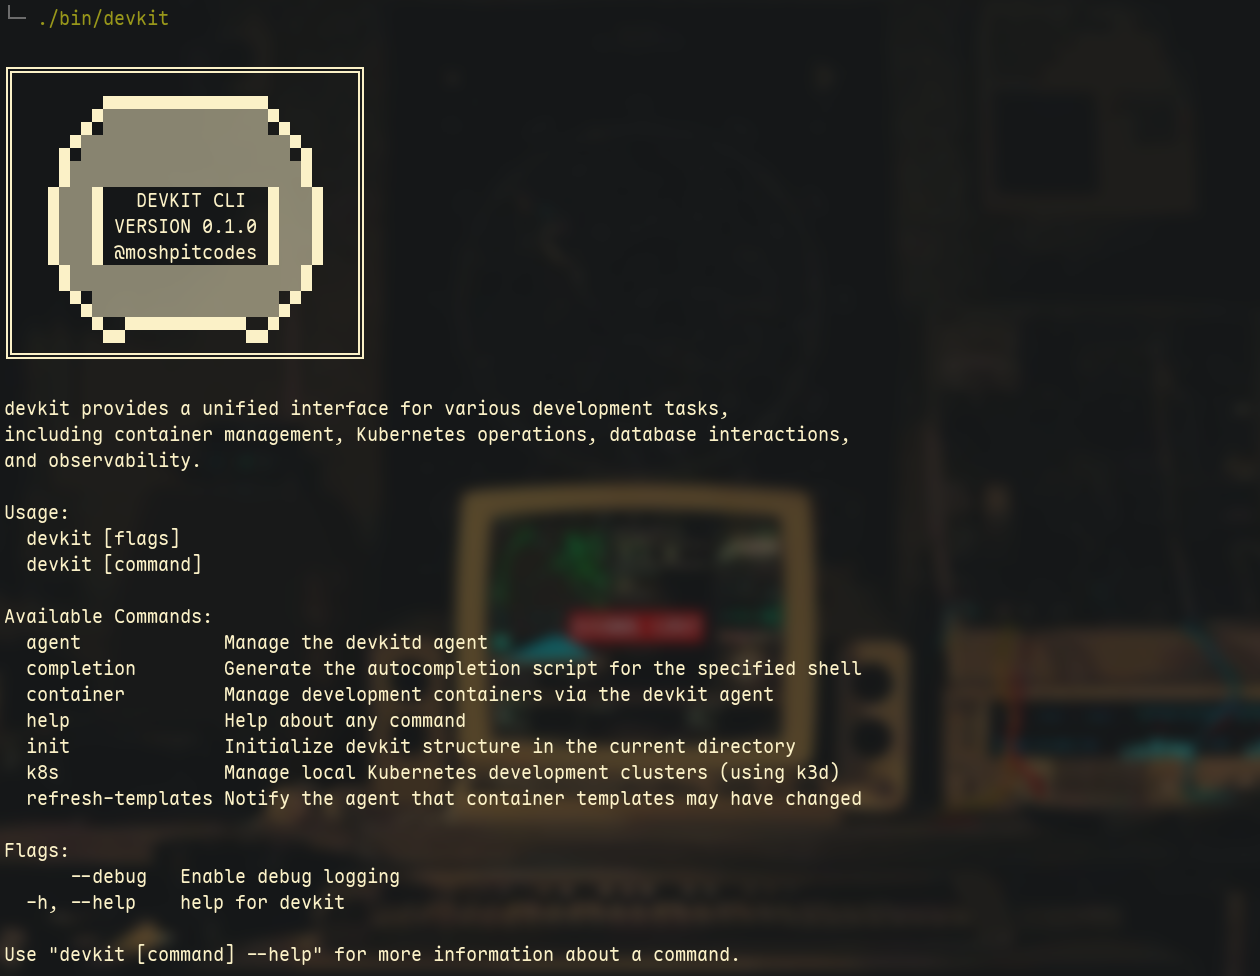 ./bin/devkit
DEVKIT CLI
VERSION 0.1.0
@moshpitcodes
devkit provides a unified interface for various development tasks,
including container management, Kubernetes operations, database interactions,
and observability.
Usage:
  devkit [flags]
  devkit [command]
Available Commands:
  agent             Manage the devkitd agent
  completion        Generate the autocompletion script for the specified shell
  container         Manage development containers via the devkit agent
  help              Help about any command
  init              Initialize devkit structure in the current directory
  k8s               Manage local Kubernetes development clusters (using k3d)
  refresh-templates Notify the agent that container templates may have changed
Flags:
      --debug   Enable debug logging
  -h, --help    help for devkit
Use "devkit [command] --help" for more information about a command.